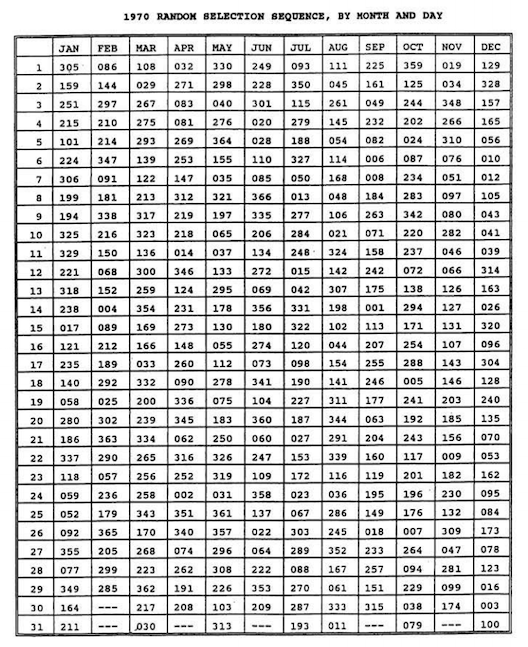 1970 RANDOM SELECTION SEQUENCE, BY MONTH AND DAY
JAN FEB MAR APR MAY JUN JUL AUG SEP OCT NOV DEC
1 305 086 108 032 330 249 093 111 225 359 019 129
2 159 144 029 271 298 228 350 045 161 125 034 328
3 251 297 267 083 040 301 115 261 049 244 348 157
4 215 210 275 081 276 020 279 145 232 202 266 165
5 101 214 293 269 364 028 188 054 082 024 310 056
6 224 347 139 253 155 110 327 114 006 087 076 010
7 306 091 122 147 035 085 050 168 008 234 051 012
8 199 181 213 312 321 366 013 048 184 283 097 105
9 194 338 317 219 197 335 277 106 263 342 080 043
10 325 216 323 218 065 206 284 021 071 220 282 041
11 329 150 136 014 037 134 248 324 158 237 046 039
12 221 068 300 346 133 272 015 142 242 072 066 314
13 318 152 259 124 295 069 042 307 175 138 126 163
14 238 004 354 231 178 356 331 198 001 294 127 026
15 017 089 169 273 130 180 322 102 113 171 131 320
16 121 212 166 148 055 274 120 044 207 254 107 096
17 235 189 033 260 112 073 098 154 255 288 143 304
18 140 292 332 090 278 341 190 141 246 005 146 128
19 058 025 200 336 075 104 227 311 177 241 203 240
20 280 302 239 345 183 360 187 344 063 192 185 135
21 186 363 334 062 250 060 027 291 204 243 156 070
22 337 290 265 316 326 247 153 339 160 117 009 053
23 118 057 256 252 319 109 172 116 119 201 182 162
24 059 236 258 002 031 358 023 036 195 196 230 095
25 052 179 343 351 361 137 067 286 149 176 132 084
26 092 365 170 340 357 022 303 245 018 007 309 173
27 355 205 268 074 296 064 289 352 233 264 047 078
28 077 299 223 262 308 222 088 167 257 094 281 123
29 349 285 362 191 226 353 270 061 151 229 099 016
30 164 --- 217 208 103 209 287 333 315 038 174 003
31 211 --- 030 --- 313 --- 193 011 --- 079 --- 100